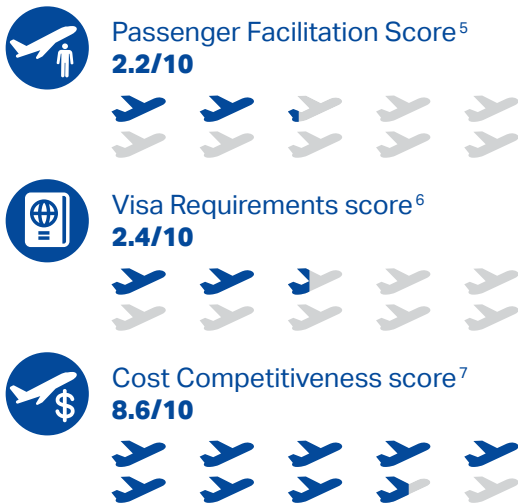 Passenger Facilitation Score⁵
2.2/10
Visa Requirements score⁶
2.4/10
$
Cost Competitiveness score⁷
8.6/10